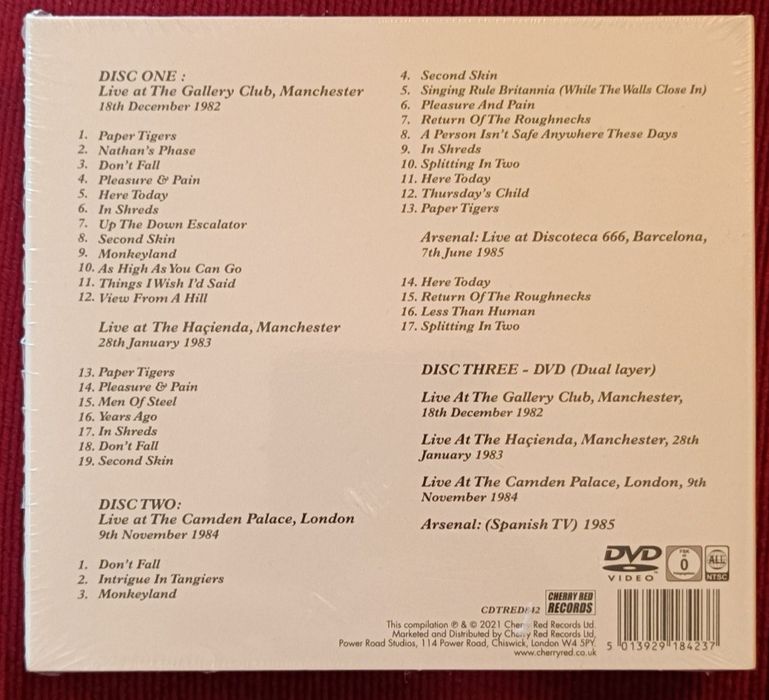 DISC ONE :
Live at The Gallery Club, Manchester
18th December 1982
1. Paper Tigers
2. Nathan's Phase
3. Don't Fall
4. Pleasure & Pain
5. Here Today
6. In Shreds
7. Up The Down Escalator
8. Second Skin
9. Monkeyland
10. As High As You Can Go
11. Things I Wish I'd Said
12. View From A Hill
Live at The Haçienda, Manchester
28th January 1983
13. Paper Tigers
14. Pleasure & Pain
15. Men Of Steel
16. Years Ago
17. In Shreds
18. Don't Fall
19. Second Skin
DISC TWO:
Live at The Camden Palace, London
9th November 1984
1. Don't Fall
2. Intrigue In Tangiers
3. Monkeyland
4. Second Skin
5. Singing Rule Britannia (While The Walls Close In)
6. Pleasure And Pain
7. Return Of The Roughnecks
8. A Person Isn't Safe Anywhere These Days
9. In Shreds
10. Splitting In Two
11. Here Today
12. Thursday's Child
13. Paper Tigers
Arsenal: Live at Discoteca 666, Barcelona,
7th June 1985
14. Here Today
15. Return Of The Roughnecks
16. Less Than Human
17. Splitting In Two
DISC THREE - DVD (Dual layer)
Live At The Gallery Club, Manchester,
18th December 1982
Live At The Haçienda, Manchester, 28th
January 1983
Live At The Camden Palace, London, 9th
November 1984
Arsenal: (Spanish TV) 1985
DVD
VIDEO™
0
ALL
NTSC
CDTRED842
CHERRY RED
RECORDS
This compilation ℗ & © 2021 Cherry Red Records Ltd.
Marketed and Distributed by Cherry Red Records Ltd,
Power Road Studios, 114 Power Road, Chiswick, London W4 5PY.
www.cherryred.co.uk
5 013929 184237